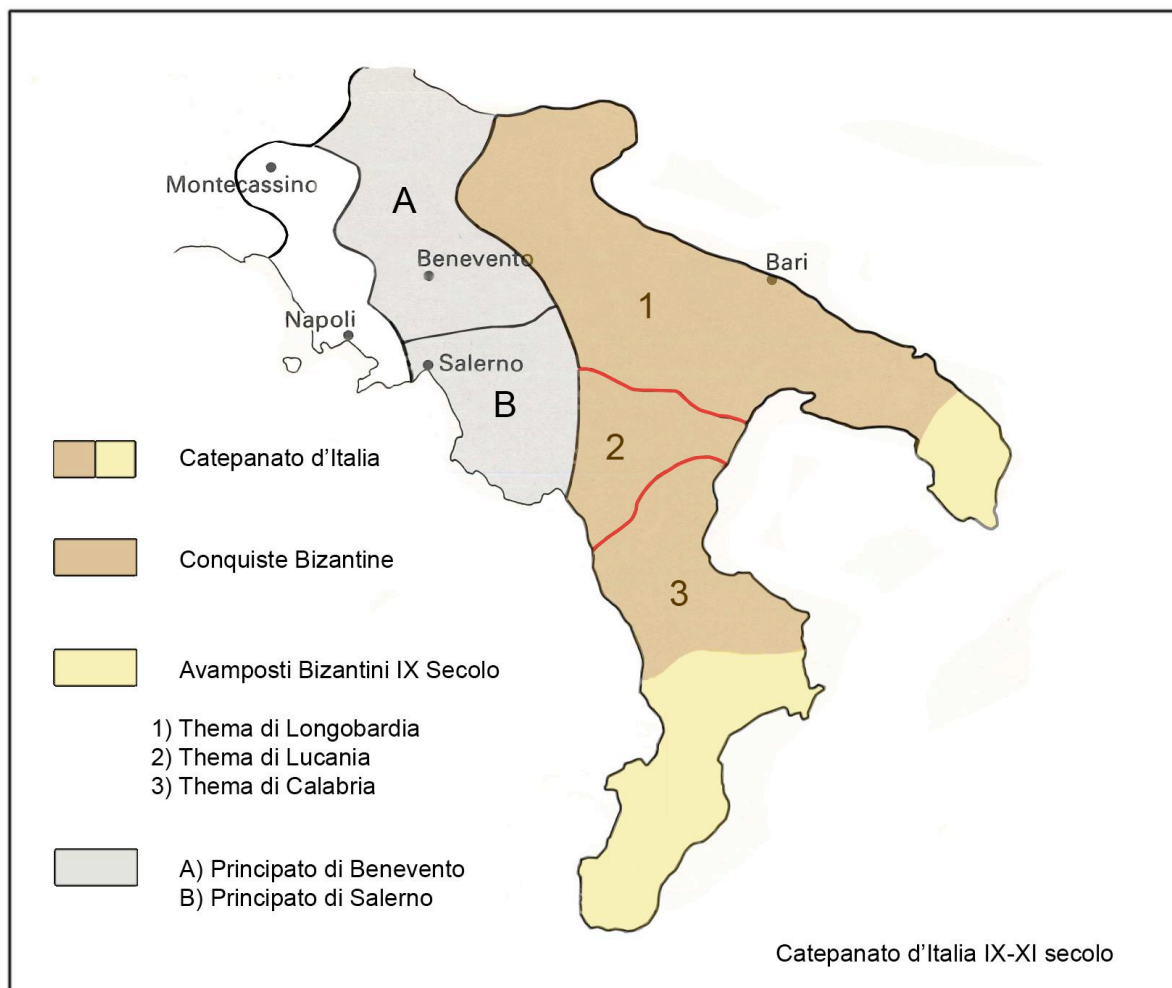 Montecassino
A
Benevento
Bari
1
Napoli
Salerno
B
2
3
Catepanato d'Italia
Conquiste Bizantine
Avamposti Bizantini IX Secolo
1) Thema di Longobardia
2) Thema di Lucania
3) Thema di Calabria
A) Principato di Benevento
B) Principato di Salerno
Catepanato d'Italia IX-XI secolo